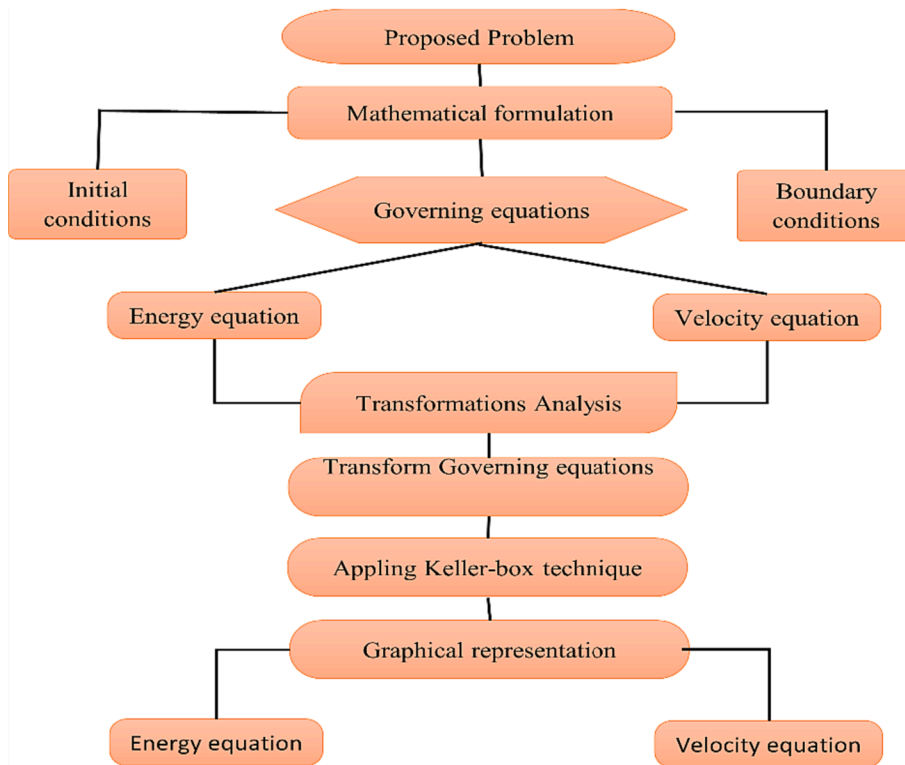 Proposed Problem
Mathematical formulation
Initial
conditions
Boundary
conditions
Governing equations
Energy equation
Velocity equation
Transformations Analysis
Transform Governing equations
Appling Keller-box technique
Graphical representation
Energy equation
Velocity equation